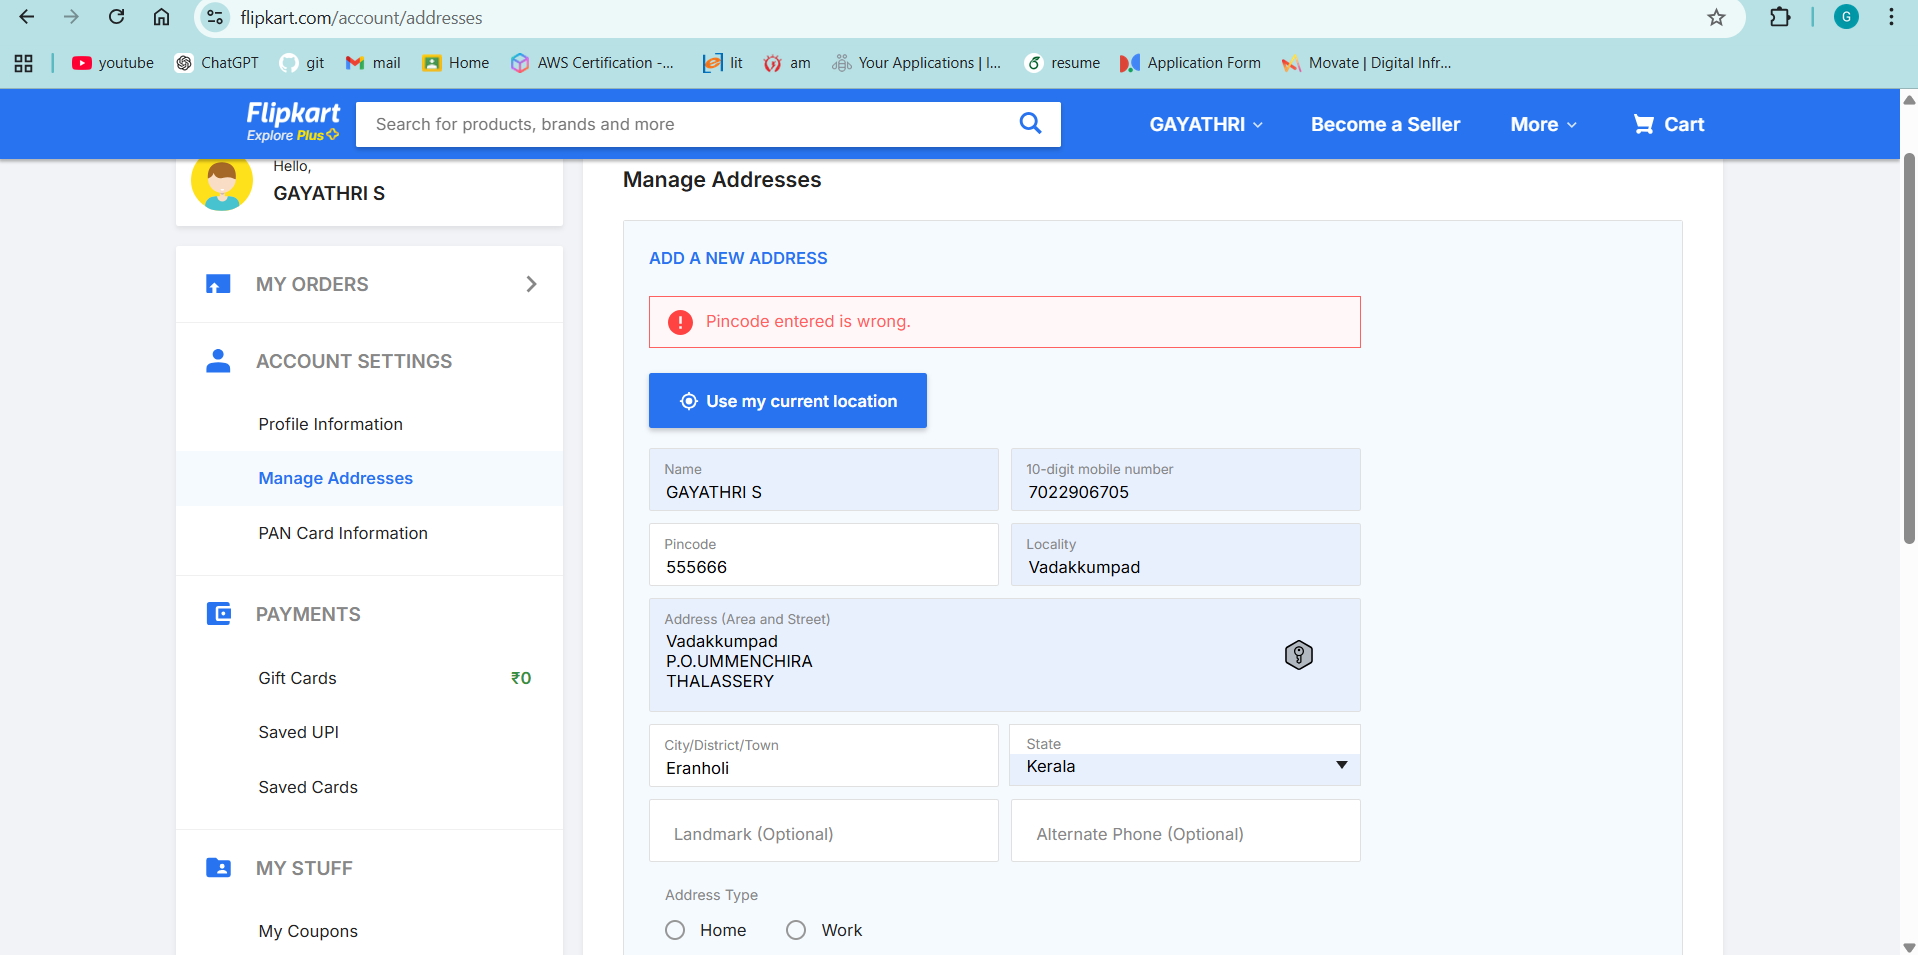 flipkart.com/account/addresses
G
youtube
ChatGPT
git
mail
Home
AWS Certification -...
lit
am
Your Applications | I...
resume
Application Form
Movate | Digital Infr...
Flipkart
Explore Plus
Search for products, brands and more
GAYATHRI
Become a Seller
More
Cart
Hello,
GAYATHRI S
MY ORDERS
ACCOUNT SETTINGS
Profile Information
Manage Addresses
PAN Card Information
PAYMENTS
Gift Cards
₹0
Saved UPI
Saved Cards
MY STUFF
My Coupons
Manage Addresses
ADD A NEW ADDRESS
Pincode entered is wrong.
Use my current location
Name
GAYATHRI S
10-digit mobile number
7022906705
Pincode
555666
Locality
Vadakkumpad
Address (Area and Street)
Vadakkumpad
P.O.UMMENCHIRA
THALASSERY
City/District/Town
Eranholi
State
Kerala
Landmark (Optional)
Alternate Phone (Optional)
Address Type
Home
Work